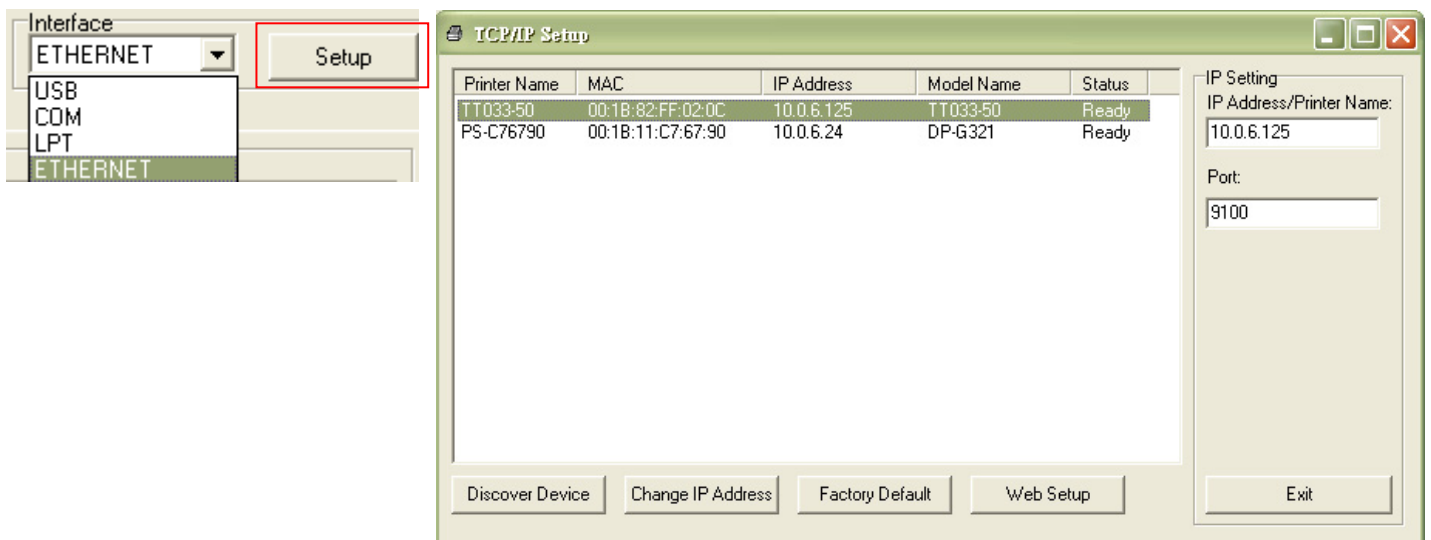 Interface
ETHERNET
Setup
USB
COM
LPT
ETHERNET
TCP/IP Setup
Printer Name MAC IP Address Model Name Status
TT033-50 00:1B:82:FF:02:0C 10.0.6.125 TT033-50 Ready
PS-C76790 00:1B:11:C7:67:90 10.0.6.24 DP-G321 Ready
IP Setting
IP Address/Printer Name:
10.0.6.125
Port:
9100
Discover Device Change IP Address Factory Default Web Setup Exit